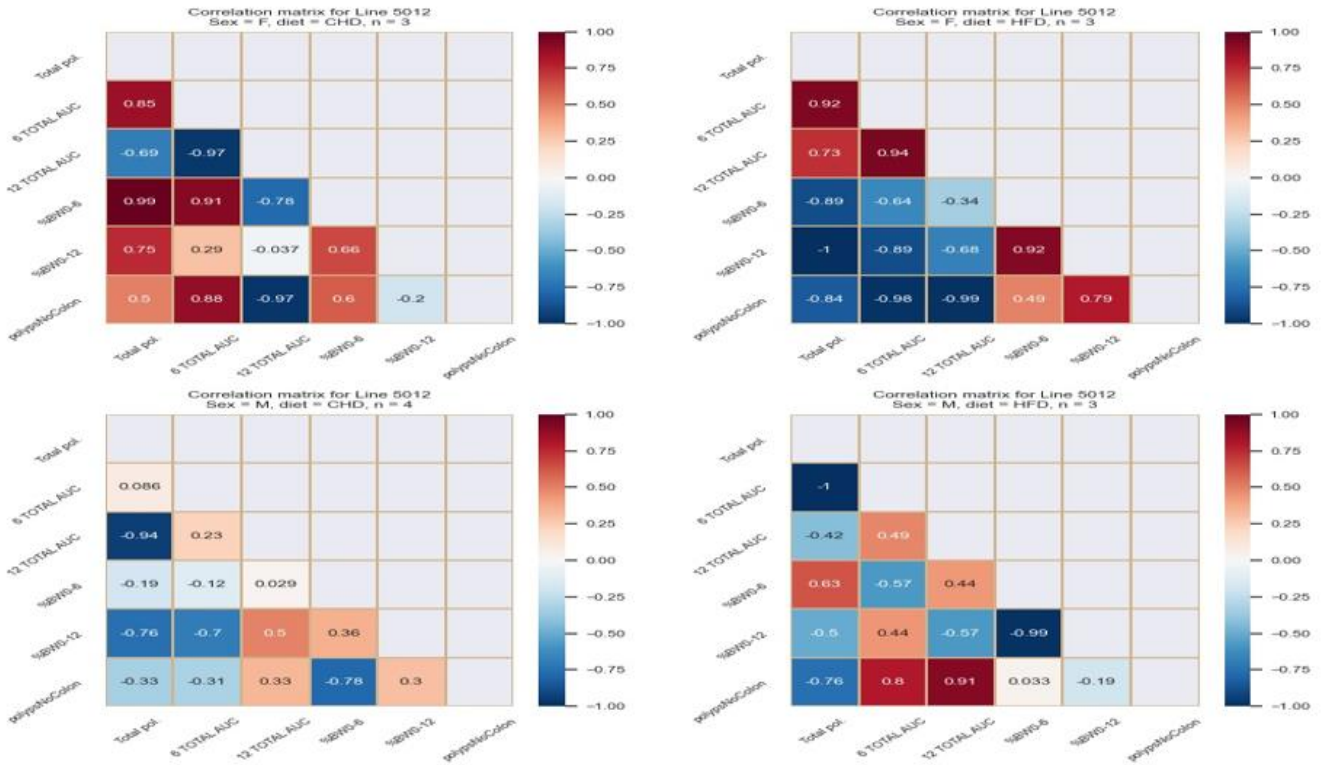 Correlation matrix for Line 5012
Sex = F, diet = CHD, n = 3
Total pol.
6 TOTAL AUC
12 TOTAL AUC
%BW0-6
%BW0-12
polypsNoColon
0.85
-0.69 -0.97
0.99 0.91 -0.78
0.75 0.29 -0.037 0.66
0.5 0.88 -0.97 0.6 -0.2
Total pol. 6 TOTAL AUC 12 TOTAL AUC %BW0-6 %BW0-12 polypsNoColon
1.00
0.75
0.50
0.25
0.00
−0.25
−0.50
−0.75
−1.00
Correlation matrix for Line 5012
Sex = F, diet = HFD, n = 3
Total pol.
6 TOTAL AUC
12 TOTAL AUC
%BW0-6
%BW0-12
polypsNoColon
0.92
0.73 0.94
-0.89 -0.64 -0.34
-1 -0.89 -0.68 0.92
-0.84 -0.98 -0.99 0.49 0.79
Total pol. 6 TOTAL AUC 12 TOTAL AUC %BW0-6 %BW0-12 polypsNoColon
1.00
0.75
0.50
0.25
0.00
−0.25
−0.50
−0.75
−1.00
Correlation matrix for Line 5012
Sex = M, diet = CHD, n = 4
Total pol.
6 TOTAL AUC
12 TOTAL AUC
%BW0-6
%BW0-12
polypsNoColon
0.086
-0.94 0.23
-0.19 -0.12 0.029
-0.76 -0.7 0.5 0.36
-0.33 -0.31 0.33 -0.78 0.3
Total pol. 6 TOTAL AUC 12 TOTAL AUC %BW0-6 %BW0-12 polypsNoColon
1.00
0.75
0.50
0.25
0.00
−0.25
−0.50
−0.75
−1.00
Correlation matrix for Line 5012
Sex = M, diet = HFD, n = 3
Total pol.
6 TOTAL AUC
12 TOTAL AUC
%BW0-6
%BW0-12
polypsNoColon
-1
-0.42 0.49
0.63 -0.57 0.44
-0.5 0.44 -0.57 -0.99
-0.76 0.8 0.91 0.033 -0.19
Total pol. 6 TOTAL AUC 12 TOTAL AUC %BW0-6 %BW0-12 polypsNoColon
1.00
0.75
0.50
0.25
0.00
−0.25
−0.50
−0.75
−1.00